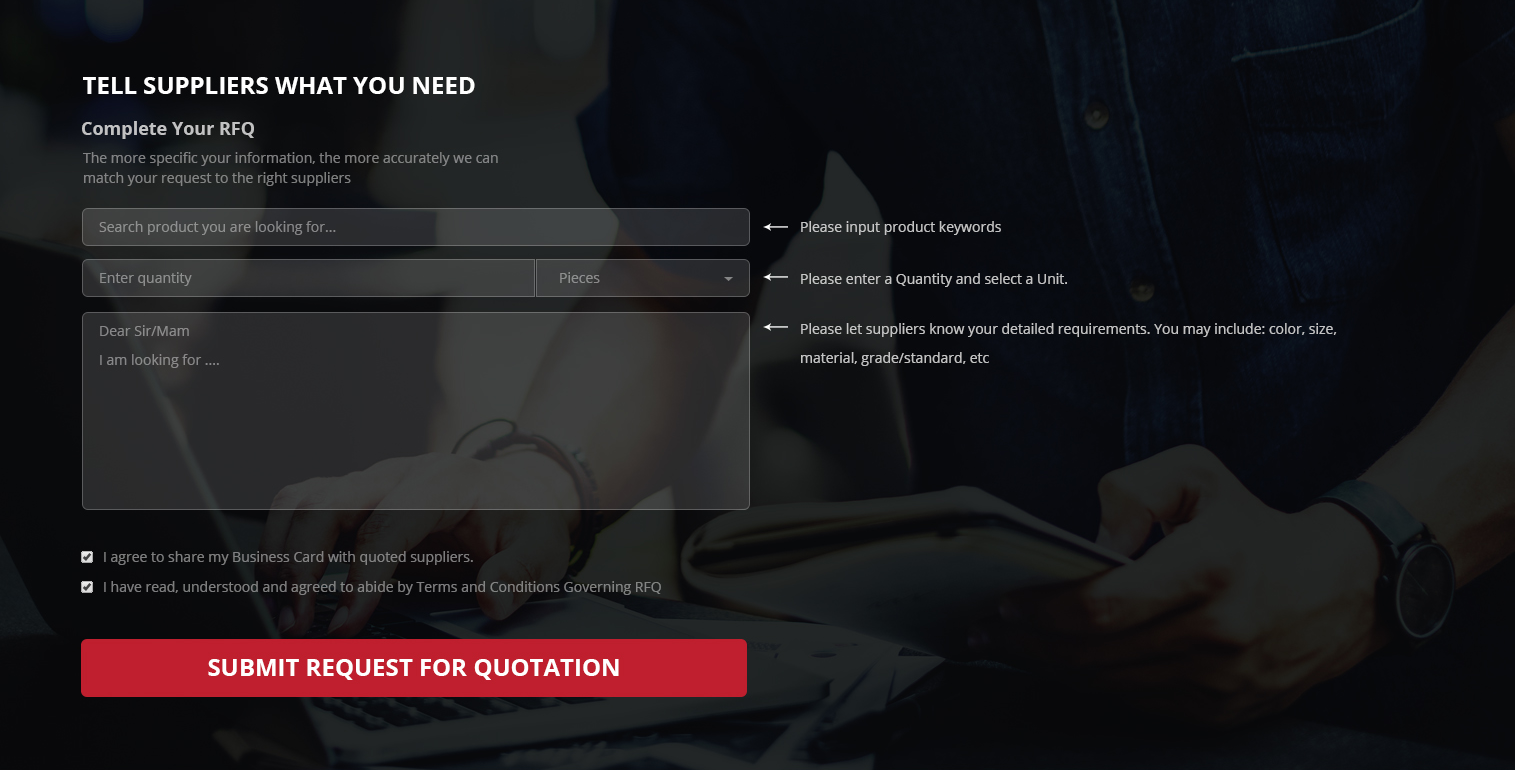 TELL SUPPLIERS WHAT YOU NEED
Complete Your RFQ
The more specific your information, the more accurately we can
match your request to the right suppliers
Search product you are looking for...
Please input product keywords
Enter quantity
Pieces
Please enter a Quantity and select a Unit.
Dear Sir/Mam
I am looking for ....
Please let suppliers know your detailed requirements. You may include: color, size,
material, grade/standard, etc
I agree to share my Business Card with quoted suppliers.
I have read, understood and agreed to abide by Terms and Conditions Governing RFQ
SUBMIT REQUEST FOR QUOTATION